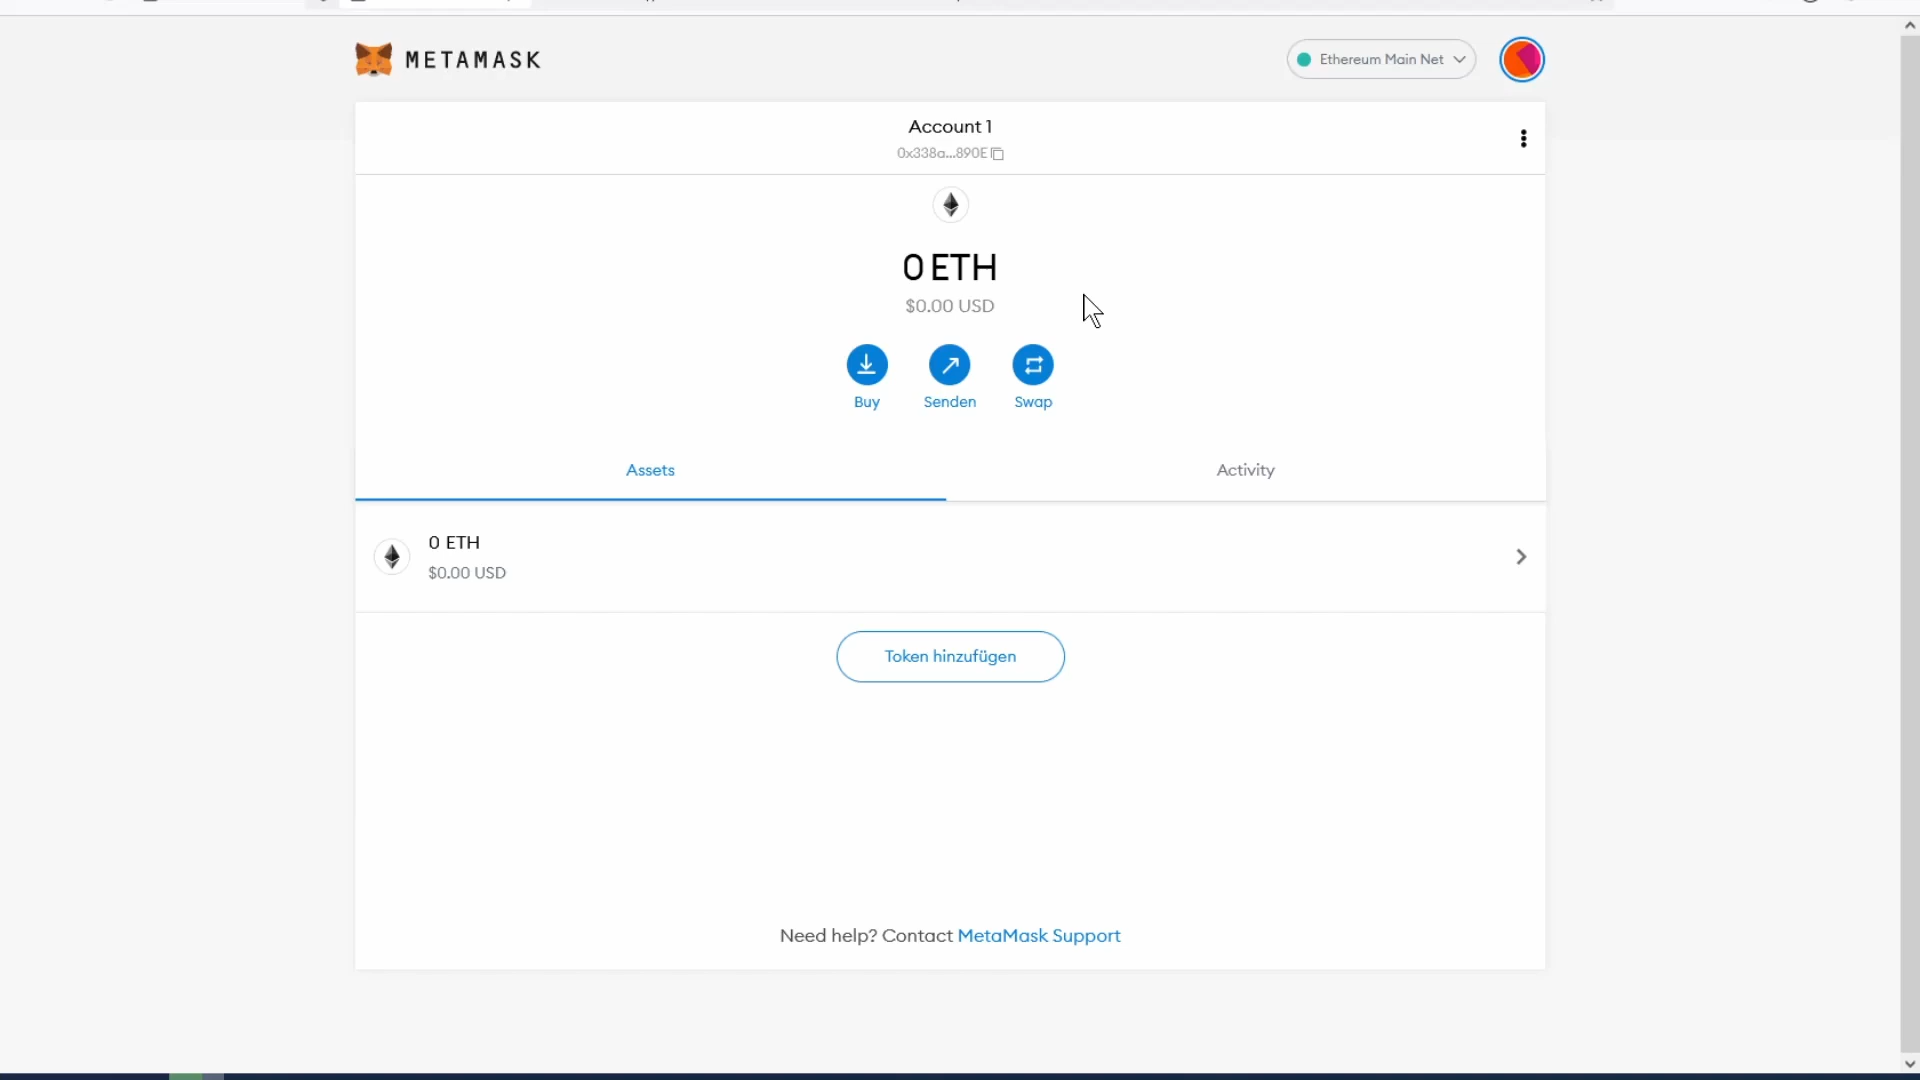 METAMASK
Ethereum Main Net
Account 1
0x338a...890E
0 ETH
$0.00 USD
Buy
Senden
Swap
Assets
Activity
0 ETH
$0.00 USD
Token hinzufügen
Need help? Contact MetaMask Support